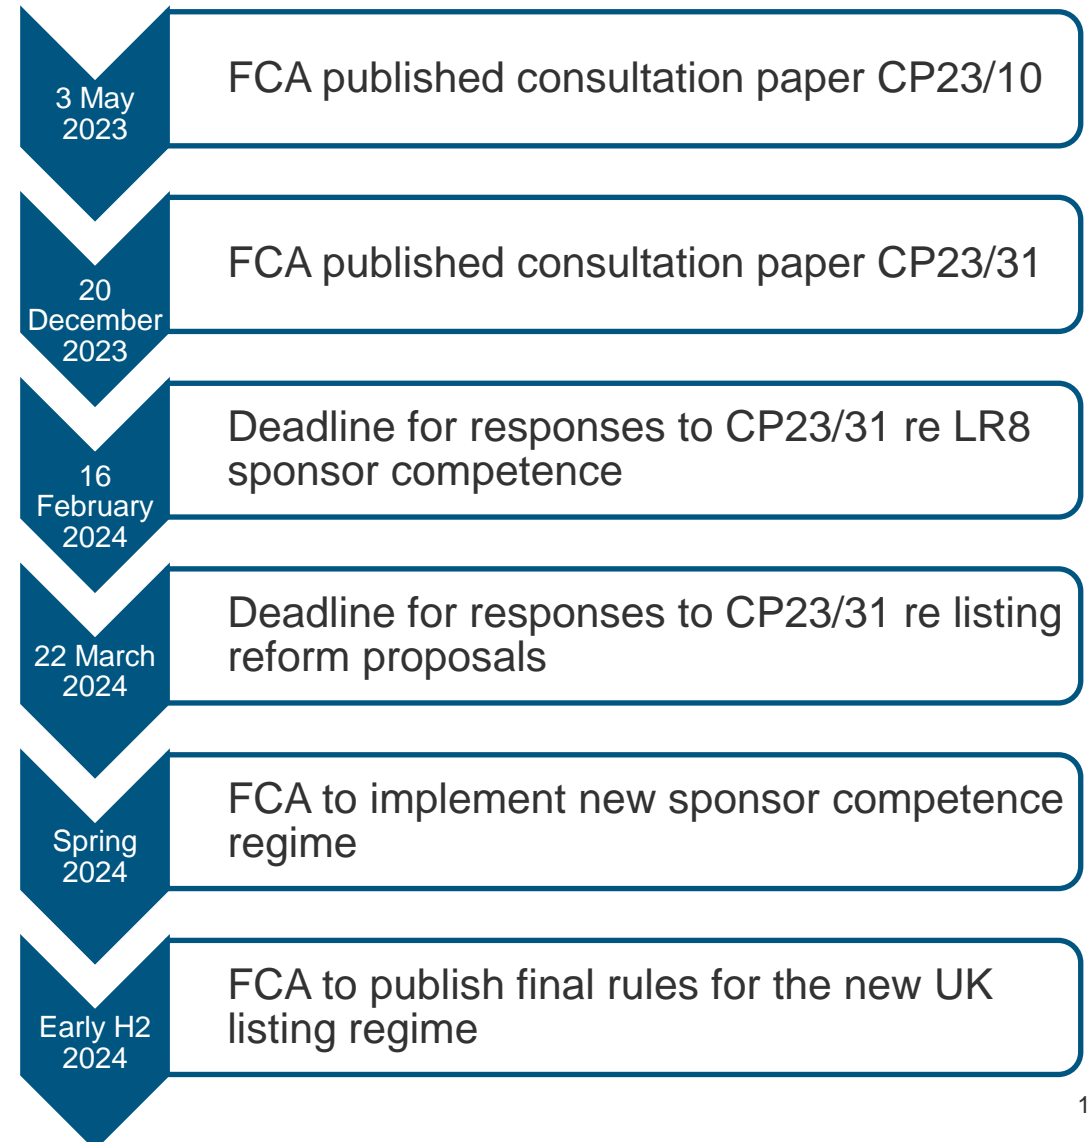 3 May
2023
FCA published consultation paper CP23/10
20
December
2023
FCA published consultation paper CP23/31
16
February
2024
Deadline for responses to CP23/31 re LR8
sponsor competence
22 March
2024
Deadline for responses to CP23/31 re listing
reform proposals
Spring
2024
FCA to implement new sponsor competence
regime
Early H2
2024
FCA to publish final rules for the new UK
listing regime
1